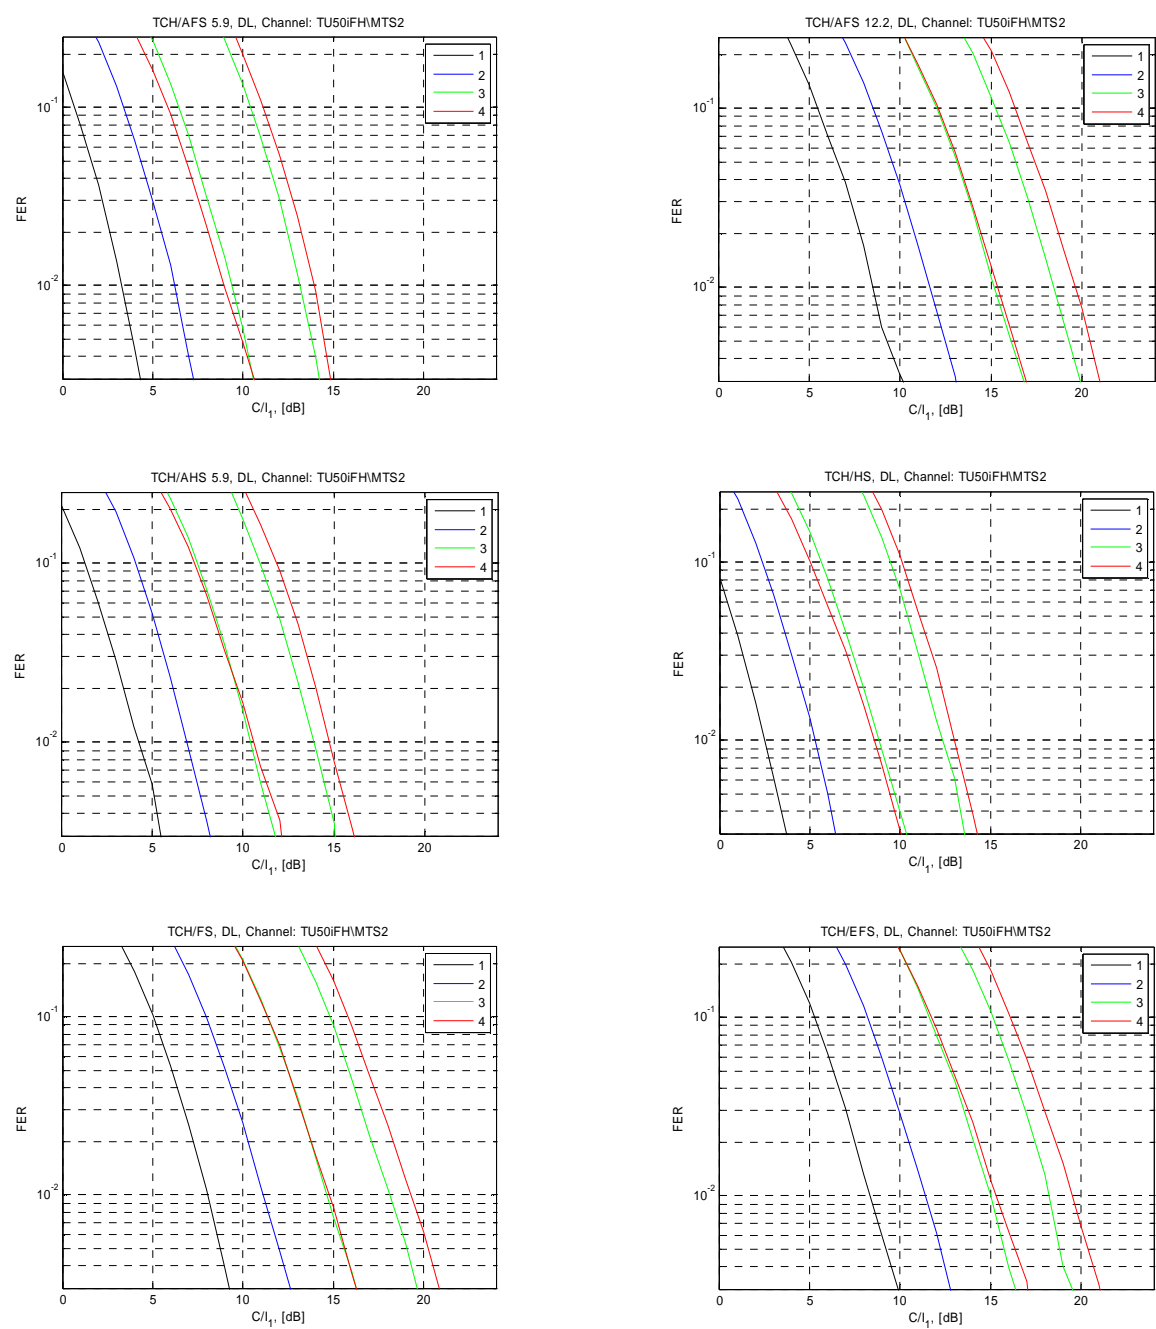 TCH/AFS 5.9, DL, Channel: TU50iFH\MTS2
FER
10^-1
10^-2
0 5 10 15 20
C/I_1, [dB]
1
2
3
4
TCH/AFS 12.2, DL, Channel: TU50iFH\MTS2
FER
10^-1
10^-2
0 5 10 15 20
C/I_1, [dB]
1
2
3
4
TCH/AHS 5.9, DL, Channel: TU50iFH\MTS2
FER
10^-1
10^-2
0 5 10 15 20
C/I_1, [dB]
1
2
3
4
TCH/HS, DL, Channel: TU50iFH\MTS2
FER
10^-1
10^-2
0 5 10 15 20
C/I_1, [dB]
1
2
3
4
TCH/FS, DL, Channel: TU50iFH\MTS2
FER
10^-1
10^-2
0 5 10 15 20
C/I_1, [dB]
1
2
3
4
TCH/EFS, DL, Channel: TU50iFH\MTS2
FER
10^-1
10^-2
0 5 10 15 20
C/I_1, [dB]
1
2
3
4